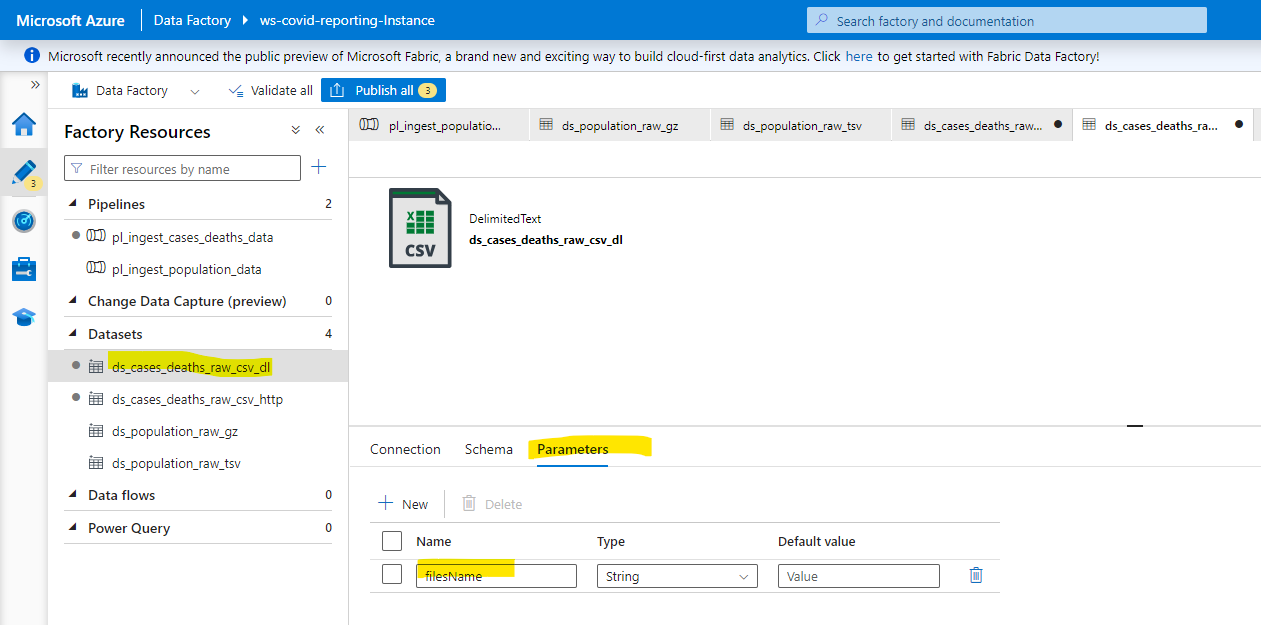 Microsoft Azure Data Factory ws-covid-reporting-Instance Search factory and documentation
Microsoft recently announced the public preview of Microsoft Fabric, a brand new and exciting way to build cloud-first data analytics. Click here to get started with Fabric Data Factory!
Data Factory Validate all Publish all 3
Factory Resources
Filter resources by name
3
Pipelines 2
pl_ingest_cases_deaths_data
pl_ingest_population_data
Change Data Capture (preview) 0
Datasets 4
ds_cases_deaths_raw_csv_dl
ds_cases_deaths_raw_csv_http
ds_population_raw_gz
ds_population_raw_tsv
Data flows 0
Power Query 0
pl_ingest_populatio... ds_population_raw_gz ds_population_raw_tsv ds_cases_deaths_raw... ds_cases_deaths_ra...
CSV
DelimitedText
ds_cases_deaths_raw_csv_dl
Connection Schema Parameters
New Delete
Name Type Default value
filesName String Value